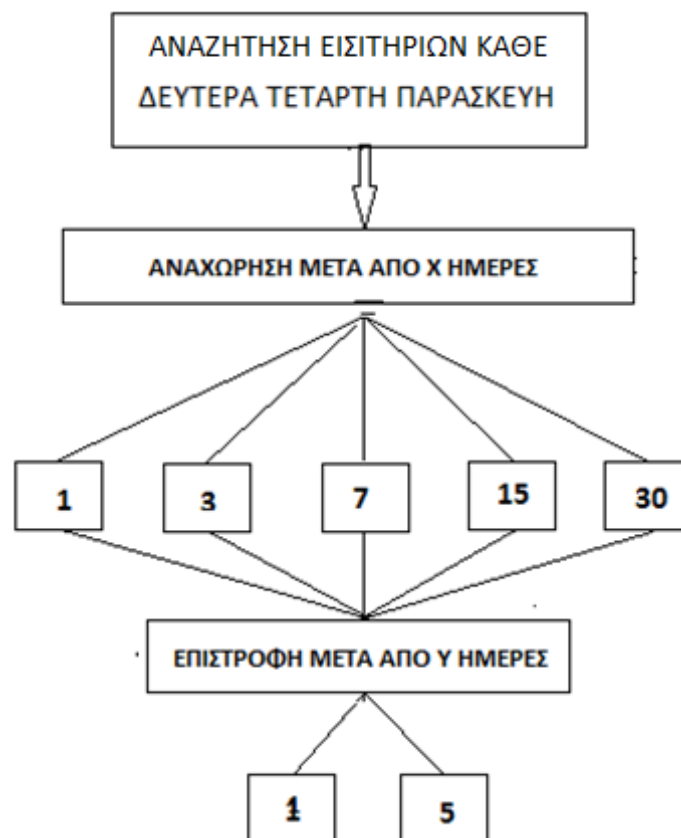 ΑΝΑΖΗΤΗΣΗ ΕΙΣΙΤΗΡΙΩΝ ΚΑΘΕ
ΔΕΥΤΕΡΑ ΤΕΤΑΡΤΗ ΠΑΡΑΣΚΕΥΗ
ΑΝΑΧΩΡΗΣΗ ΜΕΤΑ ΑΠΟ Χ ΗΜΕΡΕΣ
1 3 7 15 30
ΕΠΙΣΤΡΟΦΗ ΜΕΤΑ ΑΠΟ Υ ΗΜΕΡΕΣ
1 5